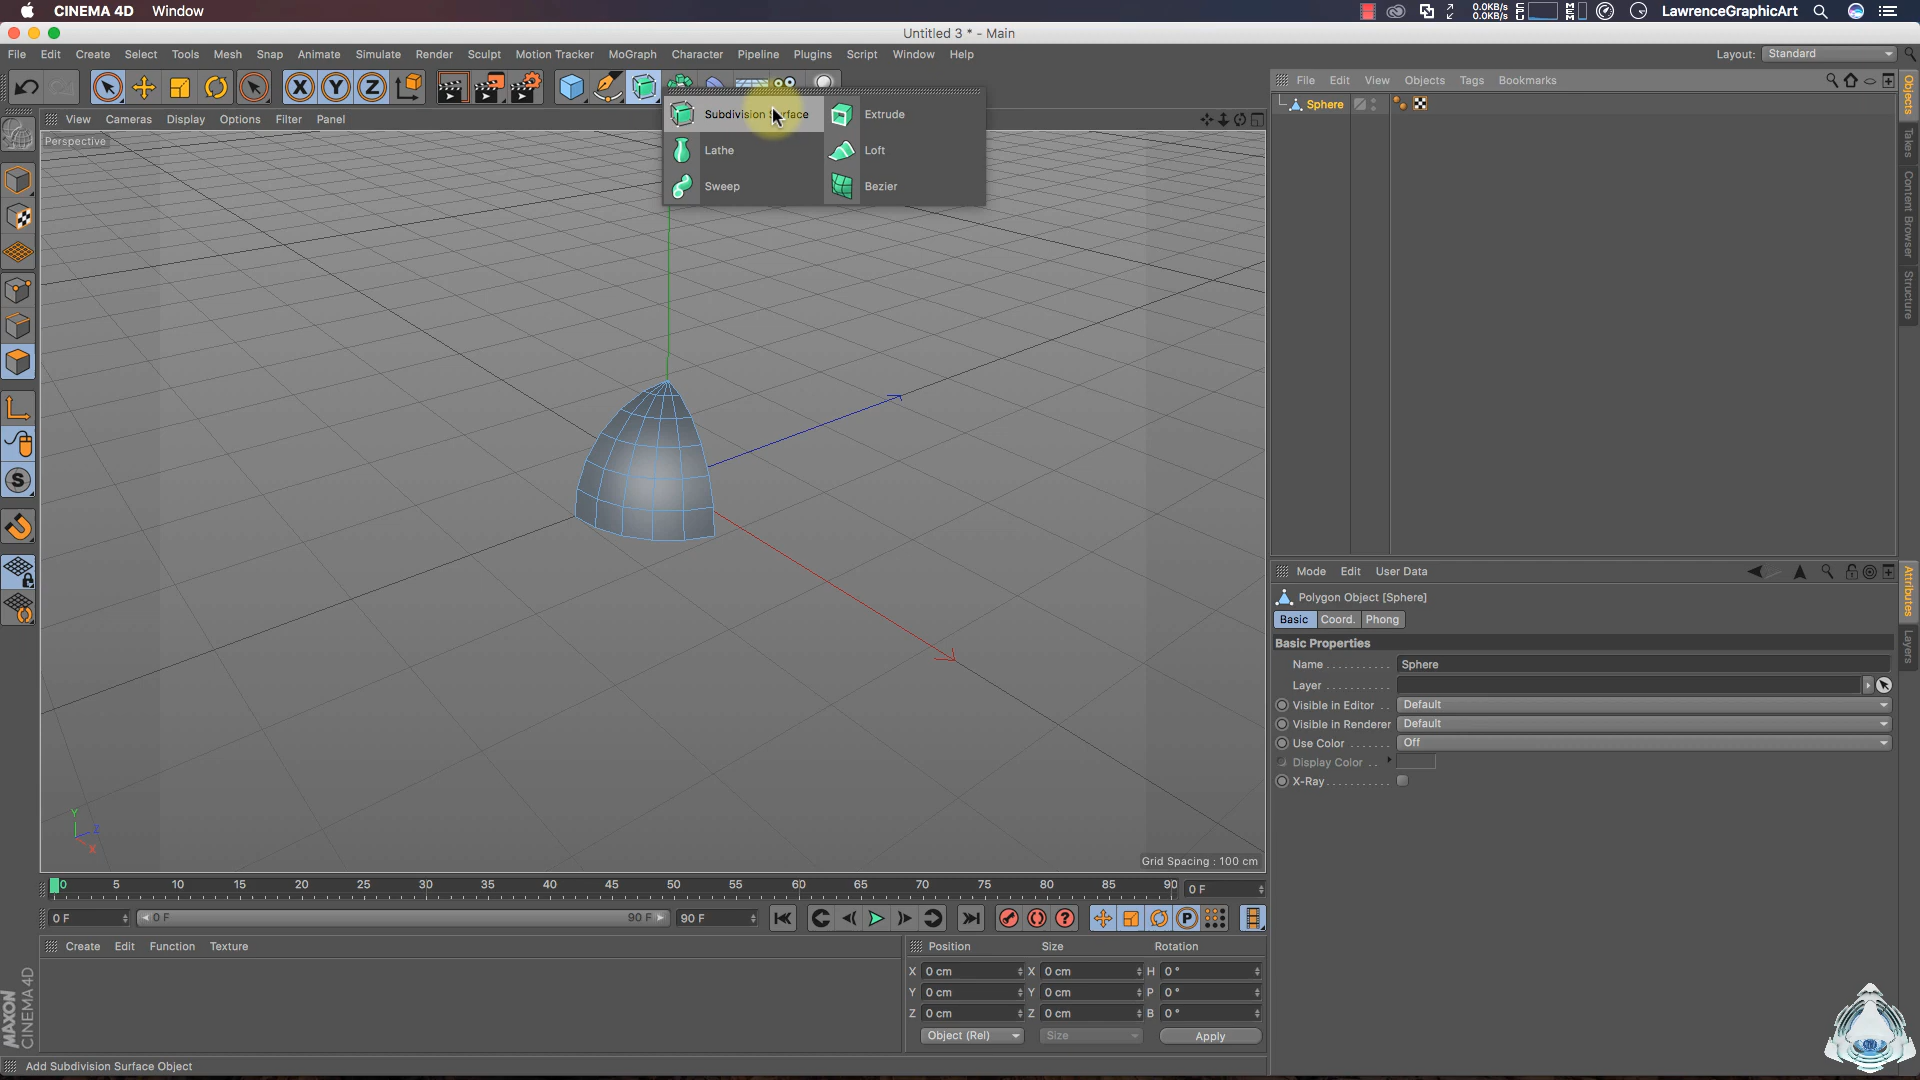 CINEMA 4D Window
0.0KB/s
0.0KB/s
CPU
MEM
LawrenceGraphicArt
Untitled 3 * - Main
File Edit Create Select Tools Mesh Snap Animate Simulate Render Sculpt Motion Tracker MoGraph Character Pipeline Plugins Script Window Help
Layout: Standard
X Y Z
File Edit View Objects Tags Bookmarks
Sphere
View Cameras Display Options Filter Panel
Perspective
Subdivision Surface Extrude
Lathe Loft
Sweep Bezier
Objects
Takes
Content Browser
Structure
Mode Edit User Data
Polygon Object [Sphere]
Basic Coord. Phong
Basic Properties
Name Sphere
Layer
Visible in Editor Default
Visible in Renderer Default
Use Color Off
Display Color
X-Ray
Attributes
Layers
Y
Z
X
Grid Spacing : 100 cm
0 5 10 15 20 25 30 35 40 45 50 55 60 65 70 75 80 85 90 0 F
0 F 0 F 90 F 90 F
Create Edit Function Texture
Position Size Rotation
X 0 cm X 0 cm H 0 °
Y 0 cm Y 0 cm P 0 °
Z 0 cm Z 0 cm B 0 °
Object (Rel) Size Apply
MAXON
CINEMA4D
Add Subdivision Surface Object